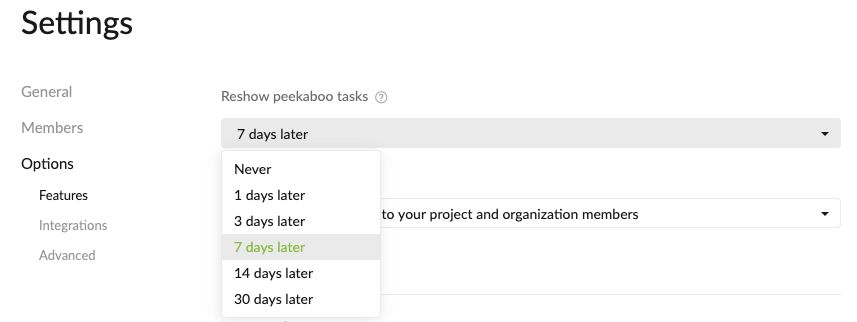 Settings
General
Members
Options
Features
Integrations
Advanced
Reshow peekaboo tasks ?
7 days later
Never
1 days later
3 days later
7 days later
14 days later
30 days later
to your project and organization members